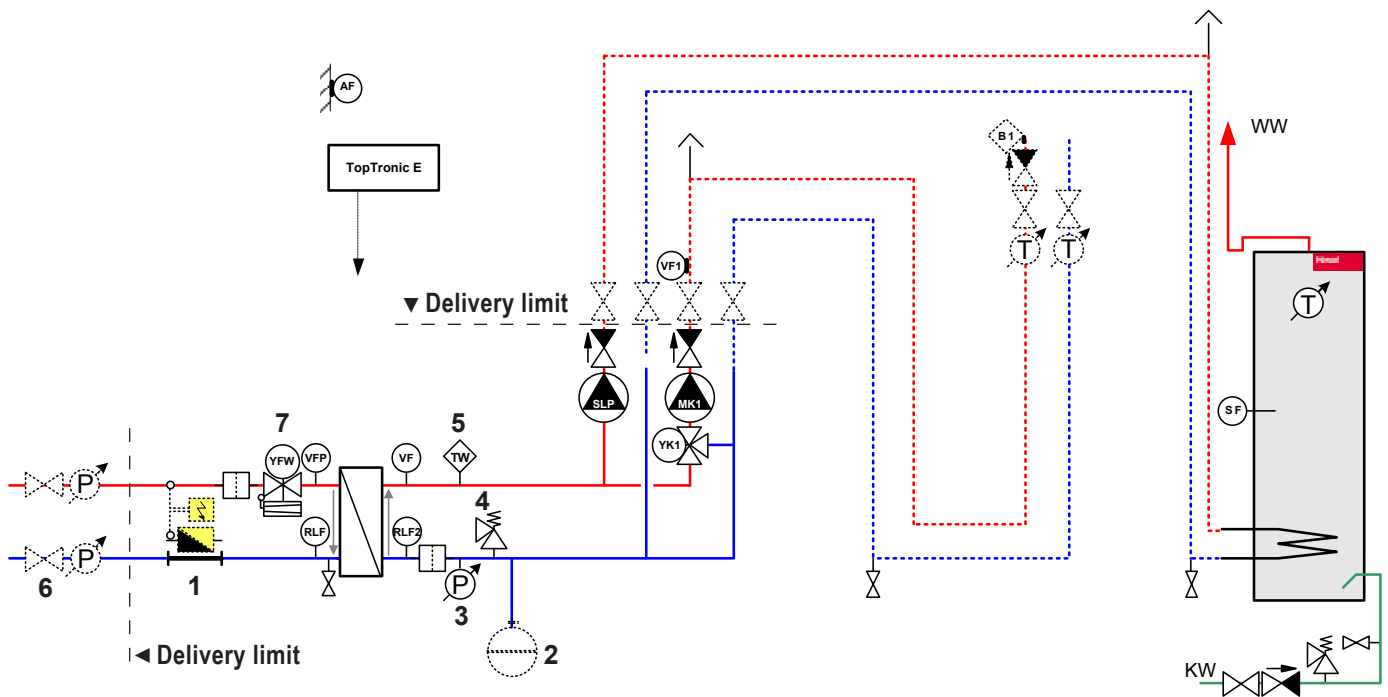 AF
TopTronic E
B1
WW
VF1
▼ Delivery limit
T
T
T
SLP
MK1
SF
7
5
YFW
VFP
VF
TW
YK1
P
4
RLF
RLF2
P
6
1
P
3
2
◄ Delivery limit
KW